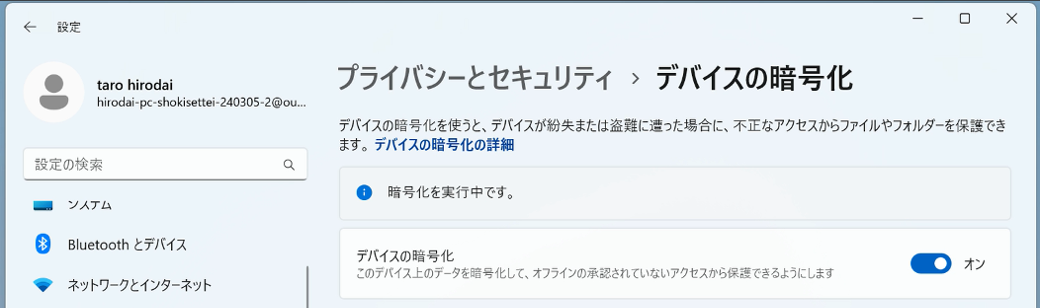 設定
taro hirodai
hirodai-pc-shokisettei-240305-2@ou...
設定の検索
システム
Bluetooth とデバイス
ネットワークとインターネット
プライバシーとセキュリティ › デバイスの暗号化
デバイスの暗号化を使うと、デバイスが紛失または盗難に遭った場合に、不正なアクセスからファイルやフォルダーを保護でき
ます。デバイスの暗号化の詳細
暗号化を実行中です。
デバイスの暗号化
このデバイス上のデータを暗号化して、オフラインの承認されていないアクセスから保護できるようにします
オン